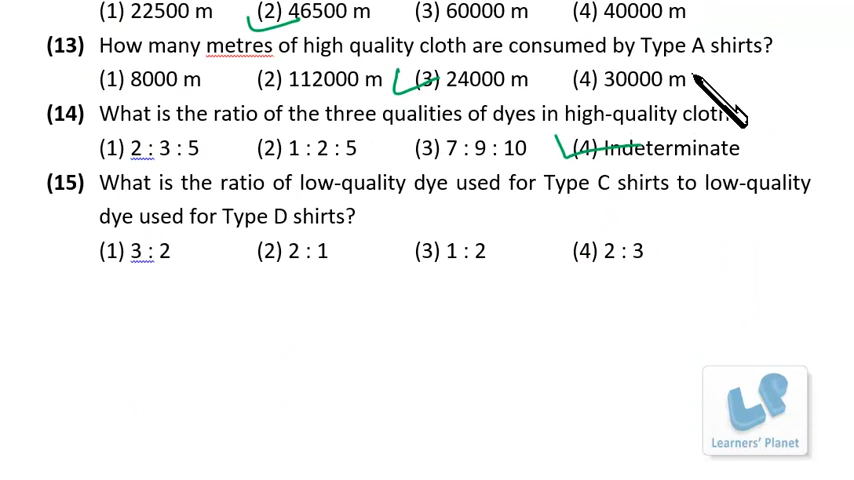 (1) 22500 m (2) 46500 m (3) 60000 m (4) 40000 m
(13) How many metres of high quality cloth are consumed by Type A shirts?
(1) 8000 m (2) 112000 m (3) 24000 m (4) 30000 m
(14) What is the ratio of the three qualities of dyes in high-quality cloth
(1) 2 : 3 : 5 (2) 1 : 2 : 5 (3) 7 : 9 : 10 (4) Indeterminate
(15) What is the ratio of low-quality dye used for Type C shirts to low-quality
dye used for Type D shirts?
(1) 3 : 2 (2) 2 : 1 (3) 1 : 2 (4) 2 : 3
LP
Learners' Planet